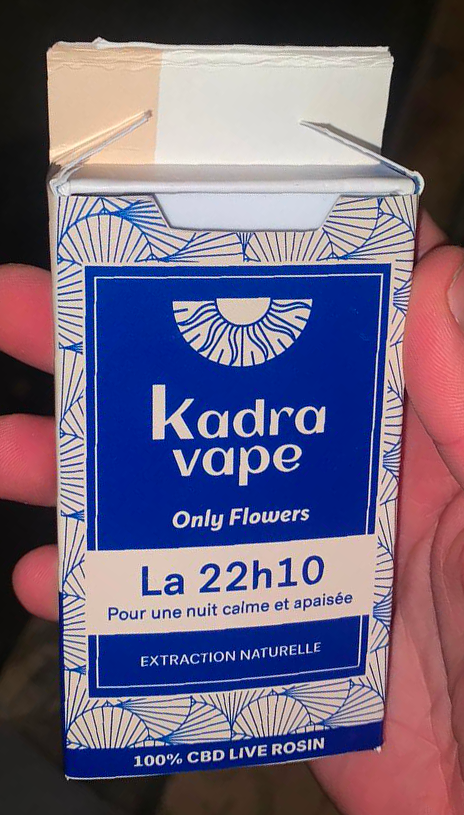 Kadra
vape
Only Flowers
La 22h10
Pour une nuit calme et apaisée
EXTRACTION NATURELLE
100% CBD LIVE ROSIN